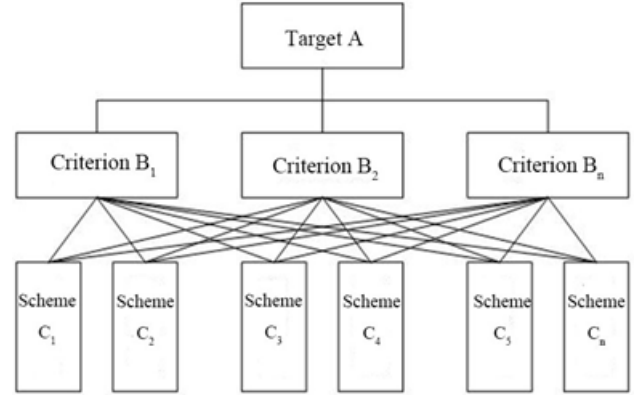 Target A
Criterion B₁
Criterion B₂
Criterion Bₙ
Scheme
C₁
Scheme
C₂
Scheme
C₃
Scheme
C₄
Scheme
C₅
Scheme
Cₙ